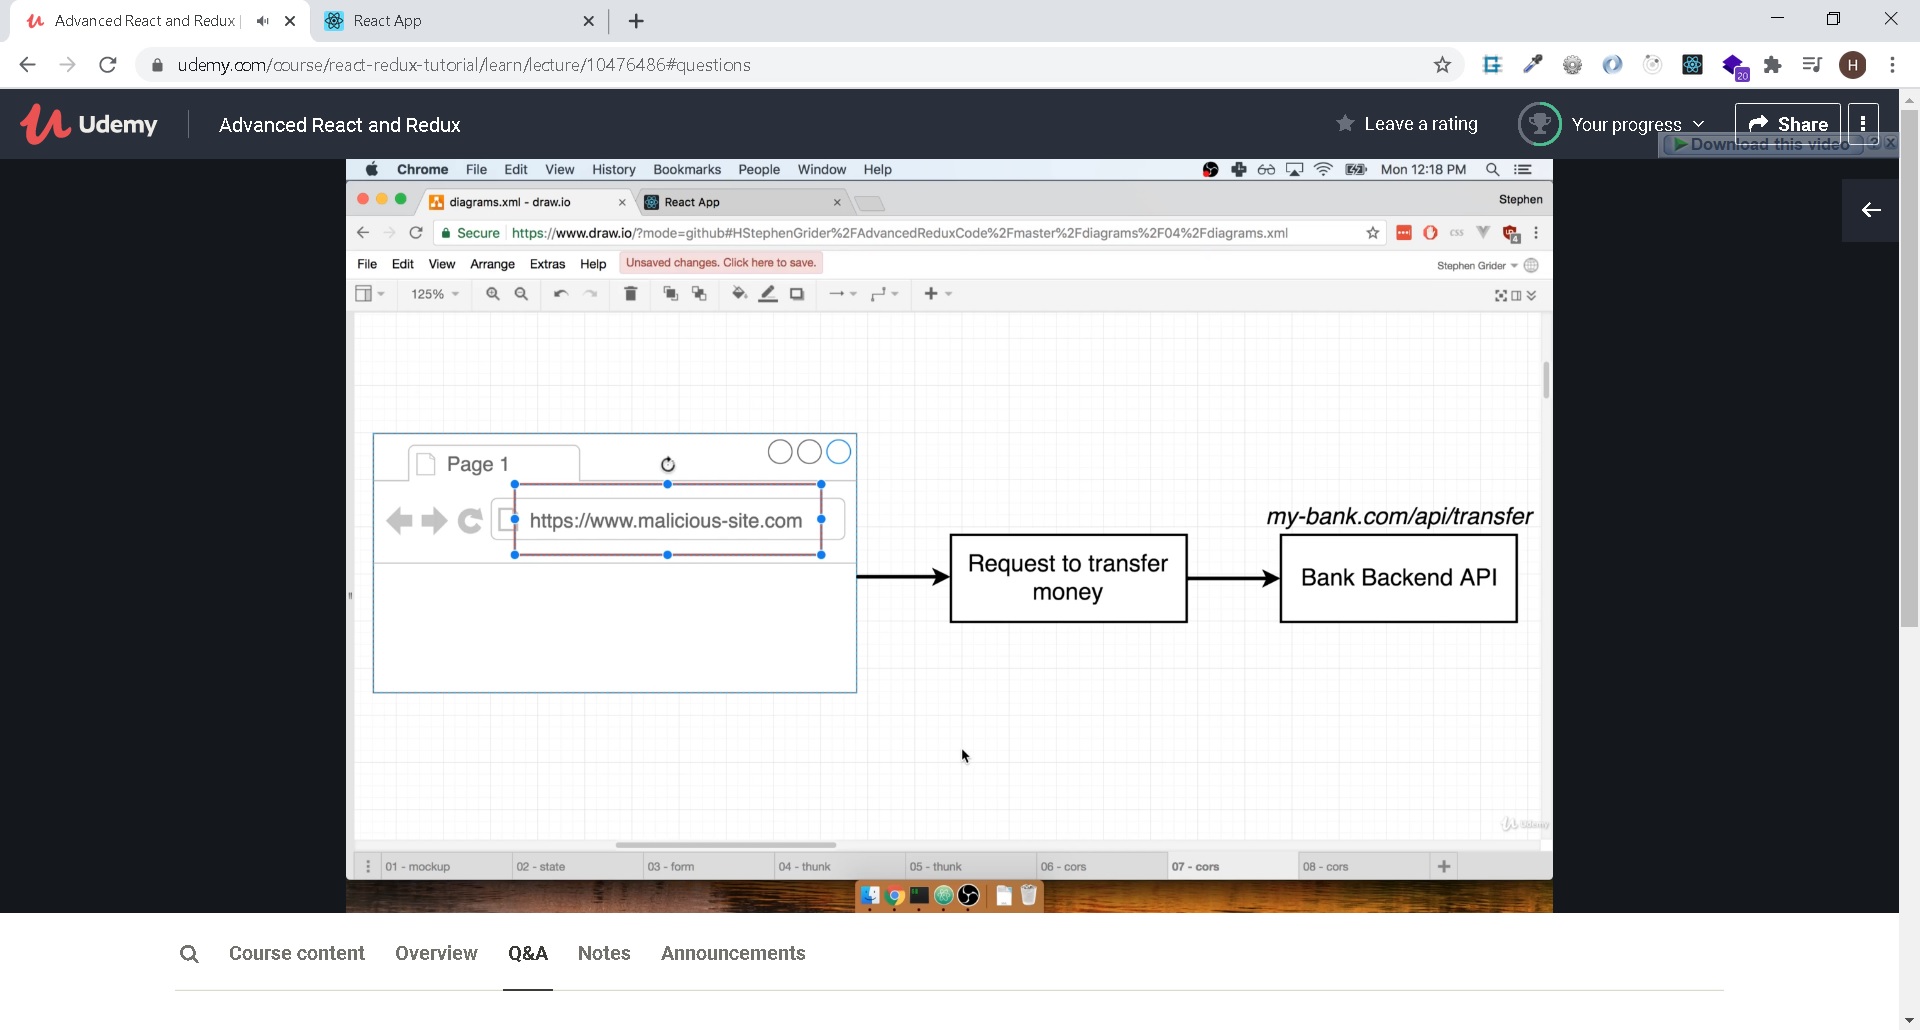 Advanced React and Redux
React App
udemy.com/course/react-redux-tutorial/learn/lecture/10476486#questions
20
H
Udemy
Advanced React and Redux
Leave a rating
Your progress
Share
Download this video
? X
Chrome File Edit View History Bookmarks People Window Help
Mon 12:18 PM
diagrams.xml - draw.io
React App
Stephen
Secure https://www.draw.io/?mode=github#HStephenGrider%2FAdvancedReduxCode%2Fmaster%2Fdiagrams%2F04%2Fdiagrams.xml
css
4
File Edit View Arrange Extras Help
Unsaved changes. Click here to save.
Stephen Grider
125%
Page 1
https://www.malicious-site.com
Request to transfer
money
my-bank.com/api/transfer
Bank Backend API
Udemy
01 - mockup
02 - state
03 - form
04 - thunk
05 - thunk
06 - cors
07 - cors
08 - cors
Course content
Overview
Q&A
Notes
Announcements